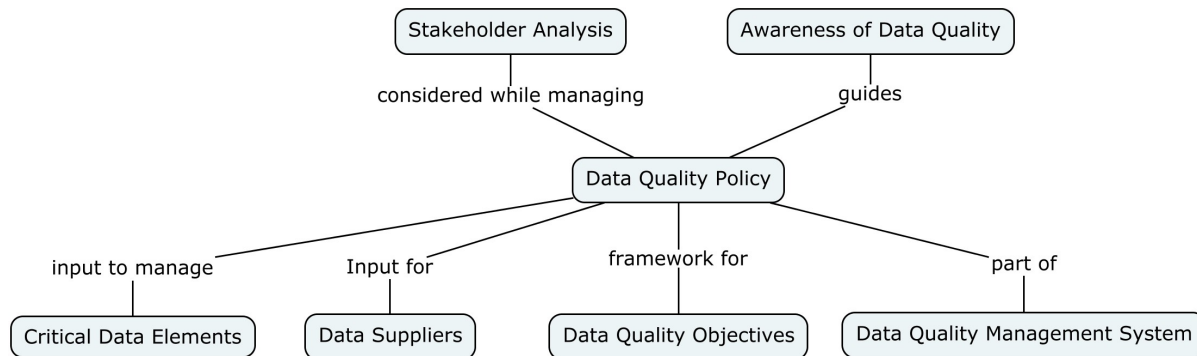 Stakeholder Analysis
Awareness of Data Quality
considered while managing
guides
Data Quality Policy
input to manage
Input for
framework for
part of
Critical Data Elements
Data Suppliers
Data Quality Objectives
Data Quality Management System